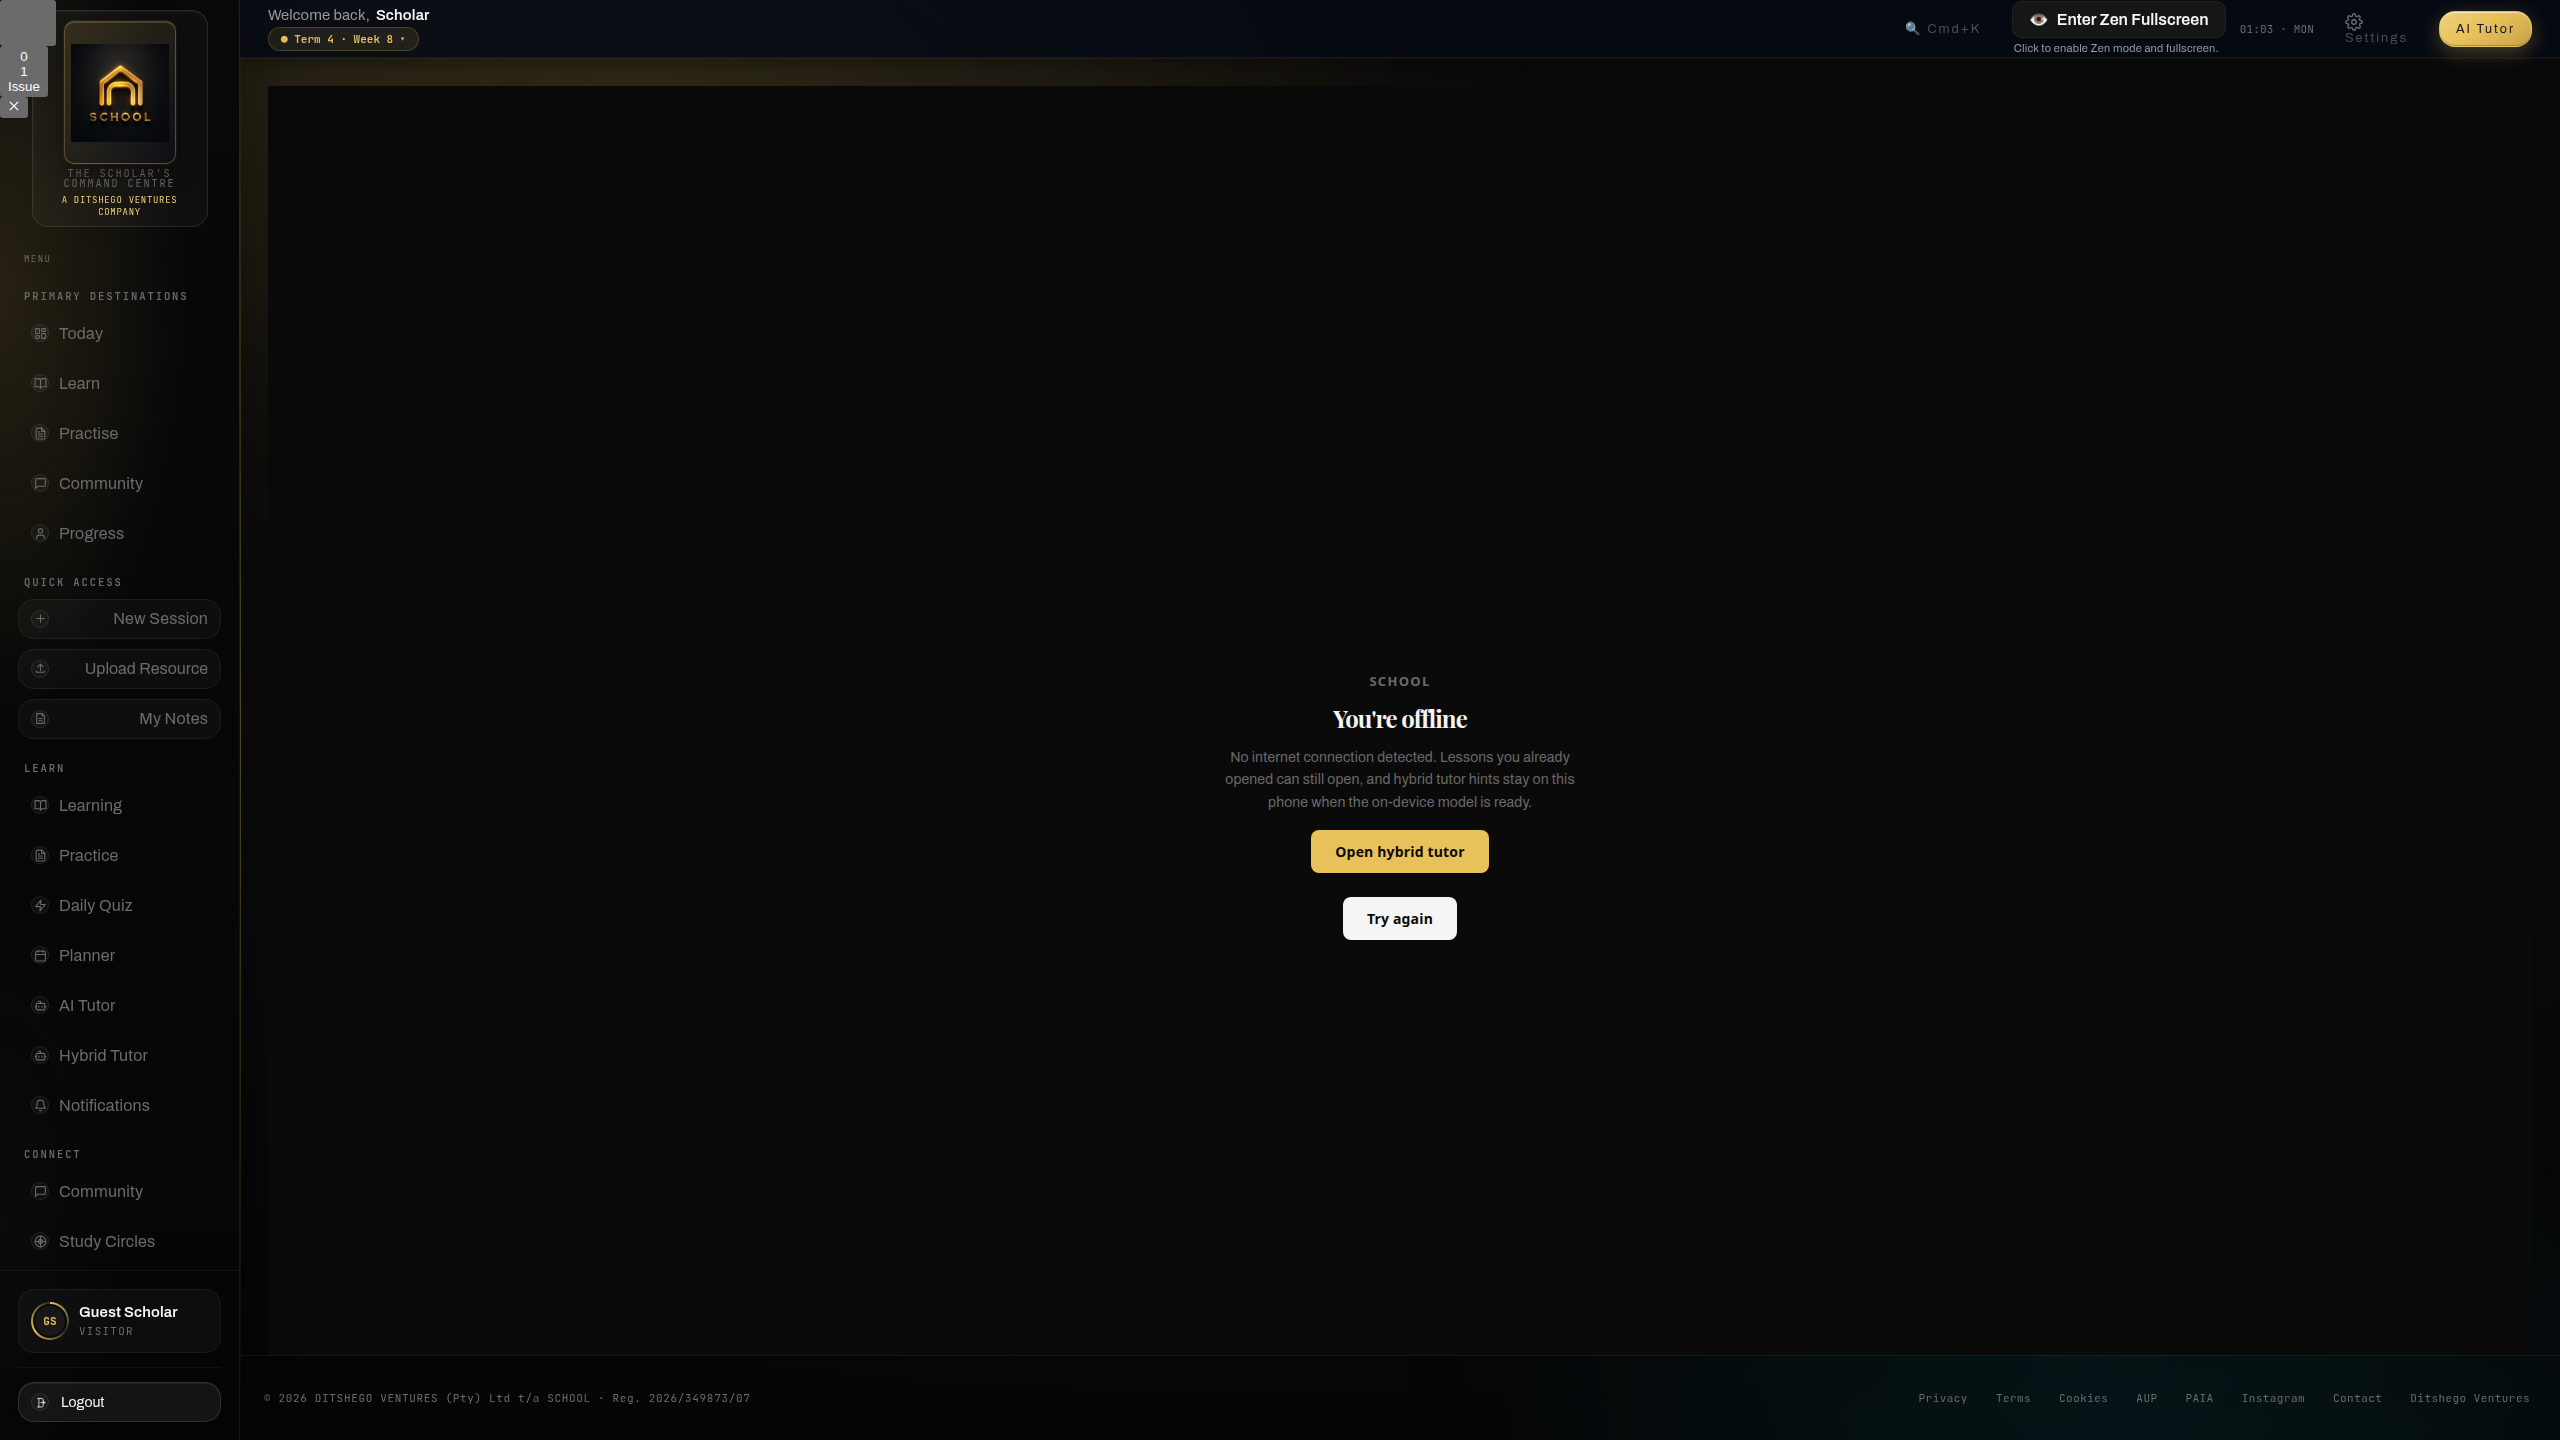 0
1
Issue
SCHOOL
THE SCHOLAR'S
COMMAND CENTRE
A DITSHEGO VENTURES
COMPANY
MENU
PRIMARY DESTINATIONS
Today
Learn
Practise
Community
Progress
QUICK ACCESS
New Session
Upload Resource
My Notes
LEARN
Learning
Practice
Daily Quiz
Planner
AI Tutor
Hybrid Tutor
Notifications
CONNECT
Community
Study Circles
GS
Guest Scholar
VISITOR
Logout
Welcome back, Scholar
Term 4 · Week 8
Cmd+K
Enter Zen Fullscreen
Click to enable Zen mode and fullscreen.
01:03 · MON
Settings
AI Tutor
SCHOOL
You're offline
No internet connection detected. Lessons you already
opened can still open, and hybrid tutor hints stay on this
phone when the on-device model is ready.
Open hybrid tutor
Try again
© 2026 DITSHEGO VENTURES (Pty) Ltd t/a SCHOOL · Reg. 2026/349873/07
Privacy Terms Cookies AUP PAIA Instagram Contact Ditshego Ventures